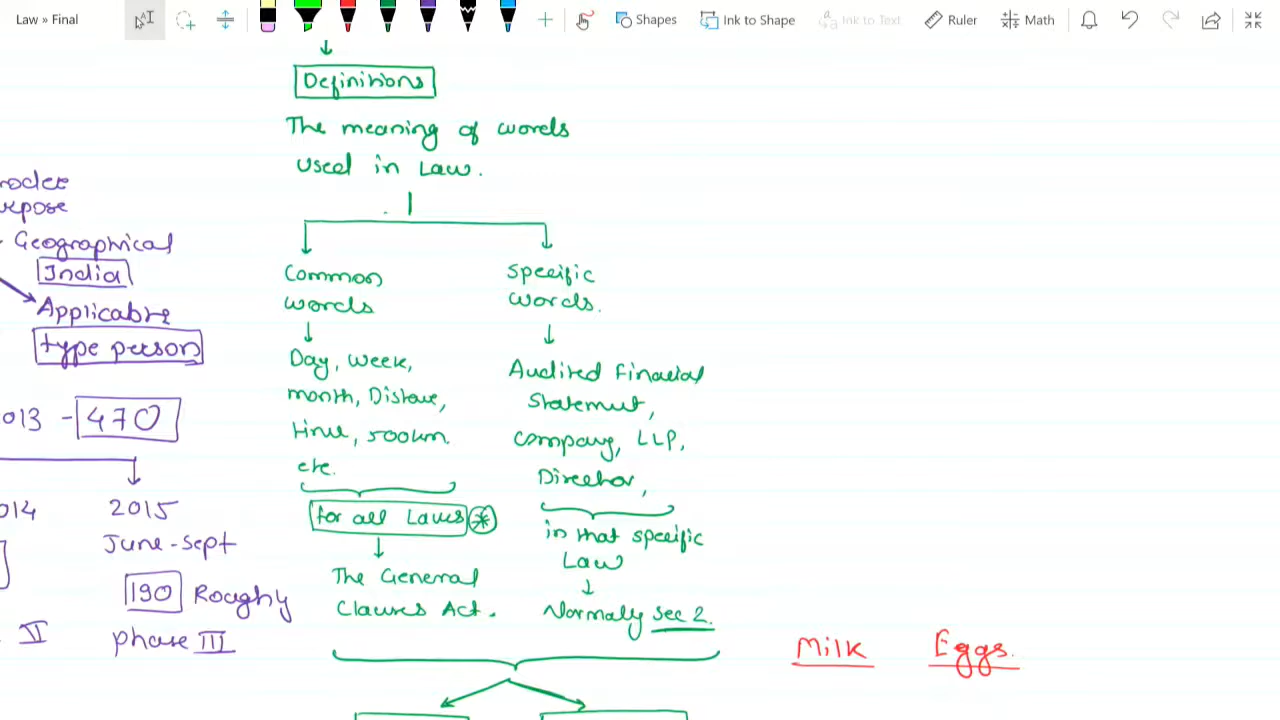 Law » Final
Shapes
Ink to Shape
Ink to Text
Ruler
Math
Definitions
The meaning of words
used in Law.
Geographical
India
Applicable
type person
013 - 470
014
2015
June-Sept
190 Roughly
II
phase III
Common
words
Day, week,
month, Distance,
time, 500km
etc.
for all Laws *
The General
Clauses Act.
Specific
words.
Audited Financial
Statement,
Company, LLP,
Director,
in that specific
Law
Normally Sec 2.
Milk Eggs.